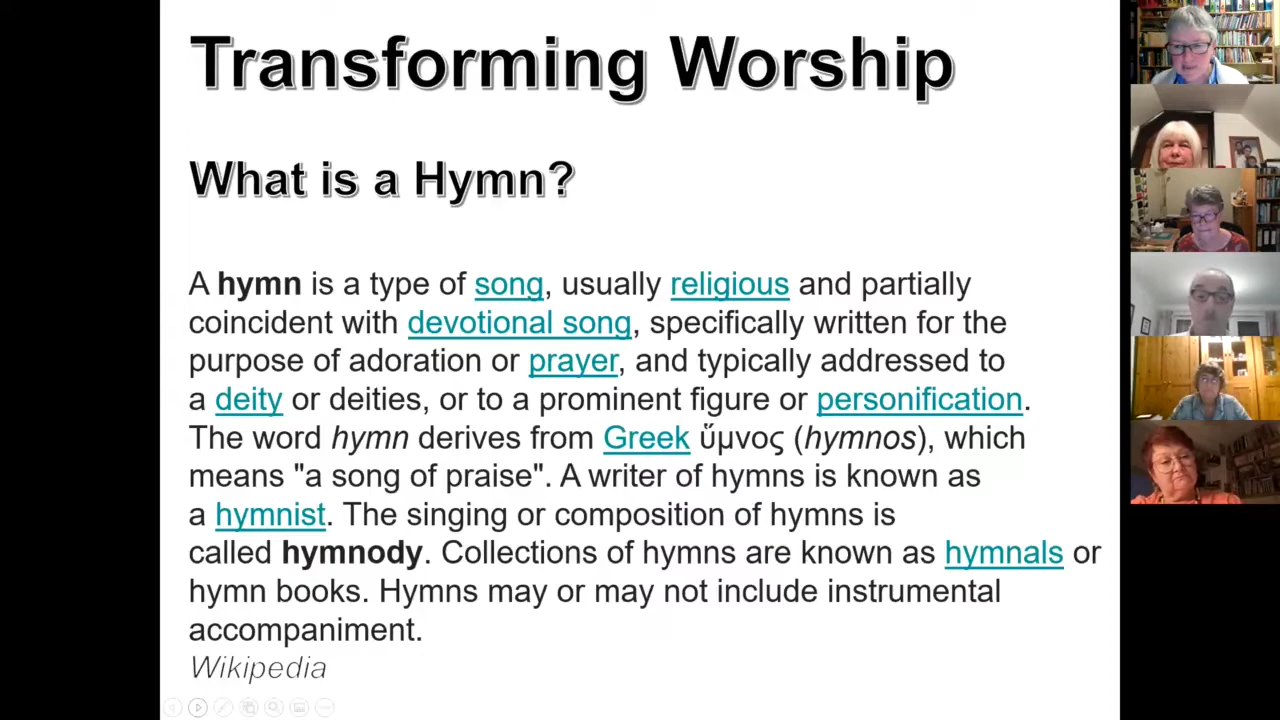 Transforming Worship
What is a Hymn?
A hymn is a type of song, usually religious and partially
coincident with devotional song, specifically written for the
purpose of adoration or prayer, and typically addressed to
a deity or deities, or to a prominent figure or personification.
The word hymn derives from Greek ὕμνος (hymnos), which
means "a song of praise". A writer of hymns is known as
a hymnist. The singing or composition of hymns is
called hymnody. Collections of hymns are known as hymnals or
hymn books. Hymns may or may not include instrumental
accompaniment.
Wikipedia